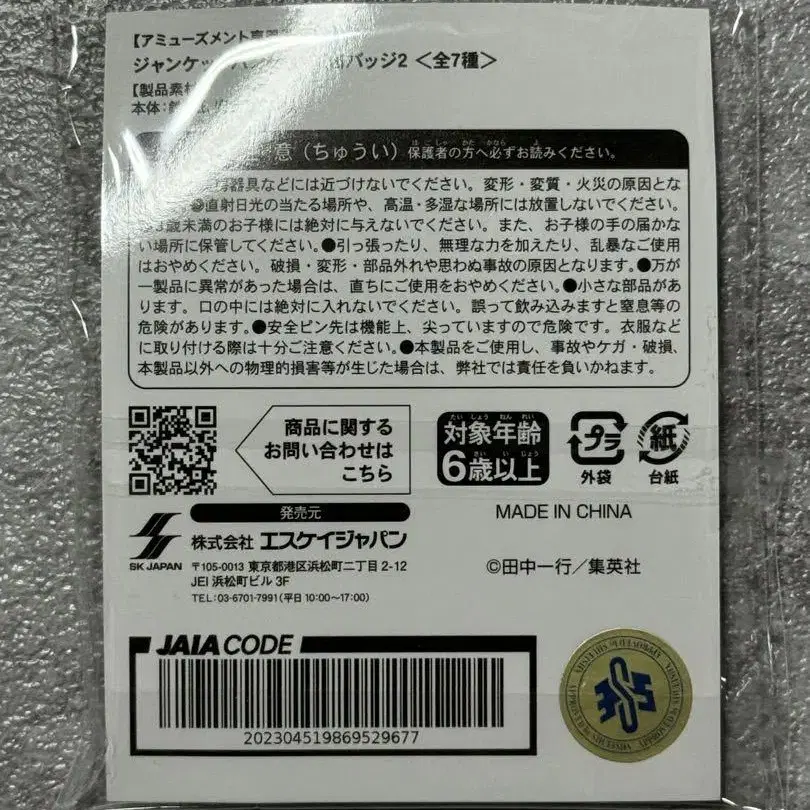 【アミューズメント
ジャンケッ バッジ2 <全7種>
【製品素材
本体:鉄
意(ちゅうい) 保護者の方へ必ずお読みください。
器具などには近づけないでください。変形・変質・火災の原因とな
●直射日光の当たる場所や、高温・多湿な場所には放置しないでください。
歳未満のお子様には絶対に与えないでください。また、お子様の手の届かな
い場所に保管してください。●引っ張ったり、無理な力を加えたり、乱暴なご使用
はおやめください。破損・変形・部品外れや思わぬ事故の原因となります。●万が
一製品に異常があった場合は、直ちにご使用をおやめください。●小さな部品があ
ります。口の中には絶対に入れないでください。誤って飲み込みますと窒息等の
危険があります。●安全ピン先は機能上、尖っていますので危険です。衣服など
に取り付ける際は十分ご注意ください。●本製品をご使用し、事故やケガ・破損、
本製品以外への物理的損害等が生じた場合は、弊社では責任を負いかねます。
商品に関する
お問い合わせは
こちら
対象年齢
6歳以上
プラ
外袋
紙
台紙
発売元
SK JAPAN
株式会社 エスケイジャパン
〒105-0013 東京都港区浜松町二丁目2-12
JEI 浜松町ビル 3F
TEL:03-6701-7991(平日10:00〜17:00)
MADE IN CHINA
©田中一行/集英社
JAIA CODE
202304519869529677